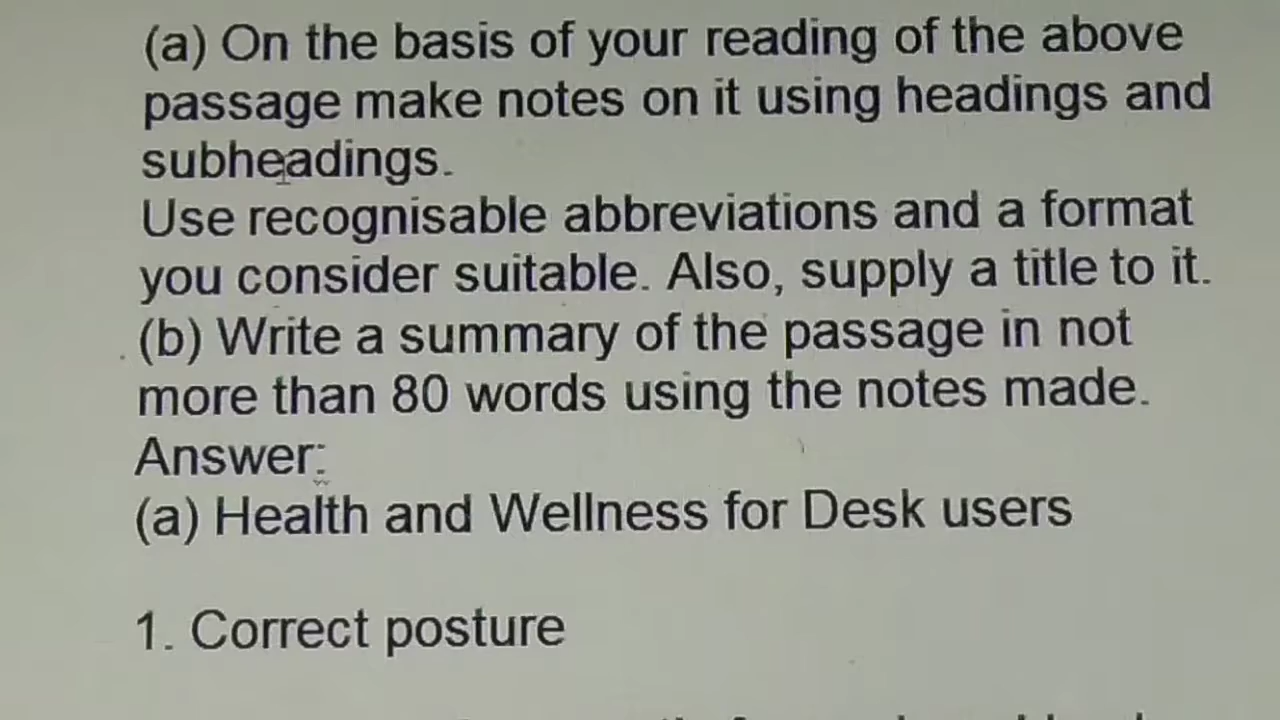 (a) On the basis of your reading of the above
passage make notes on it using headings and
subheadings.
Use recognisable abbreviations and a format
you consider suitable. Also, supply a title to it.
(b) Write a summary of the passage in not
more than 80 words using the notes made.
Answer:
(a) Health and Wellness for Desk users
1. Correct posture